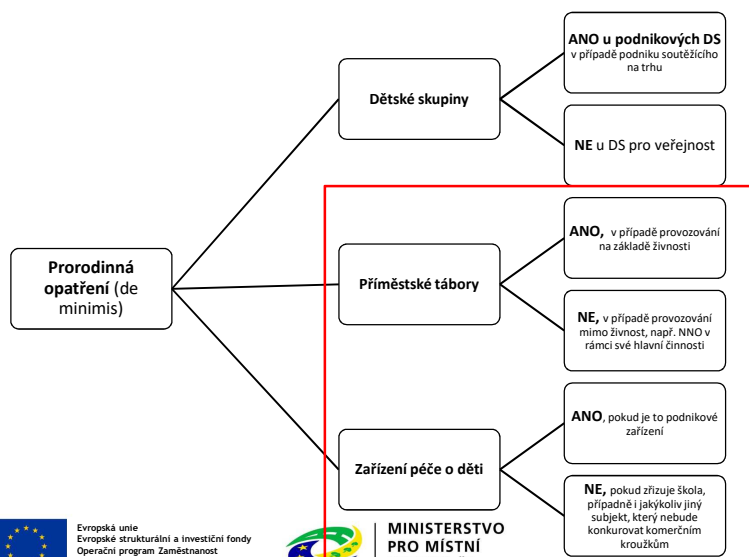 ANO u podnikových DS
v případě podniku soutěžícího
na trhu
Dětské skupiny
NE u DS pro veřejnost
ANO, v případě provozování
na základě živnosti
Prorodinná
opatření (de
minimis)
Příměstské tábory
NE, v případě provozování
mimo živnost, např. NNO v
rámci své hlavní činnosti
ANO, pokud je to podnikové
zařízení
Zařízení péče o děti
NE, pokud zřizuje škola,
případně i jakýkoliv jiný
subjekt, který nebude
konkurovat komerčním
kroužkům
Evropská unie
Evropské strukturální a investiční fondy
Operační program Zaměstnanost
MINISTERSTVO
PRO MÍSTNÍ